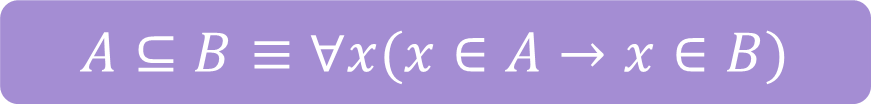 A ⊆ B ≡ ∀x(x ∈ A → x ∈ B)